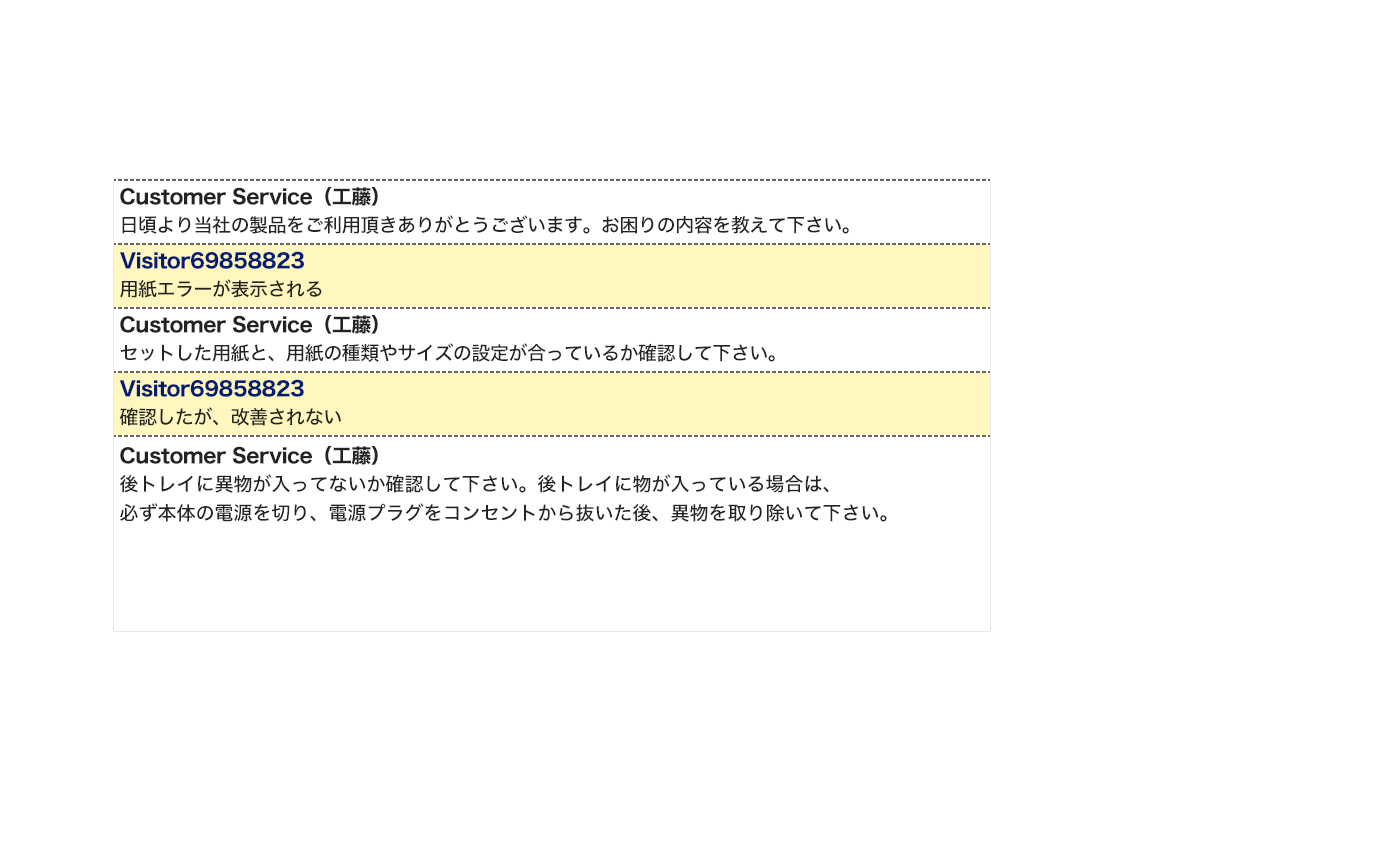 Customer Service（工藤）
日頃より当社の製品をご利用頂きありがとうございます。お困りの内容を教えて下さい。
Visitor69858823
用紙エラーが表示される
Customer Service（工藤）
セットした用紙と、用紙の種類やサイズの設定が合っているか確認して下さい。
Visitor69858823
確認したが、改善されない
Customer Service（工藤）
後トレイに異物が入ってないか確認して下さい。後トレイに物が入っている場合は、
必ず本体の電源を切り、電源プラグをコンセントから抜いた後、異物を取り除いて下さい。